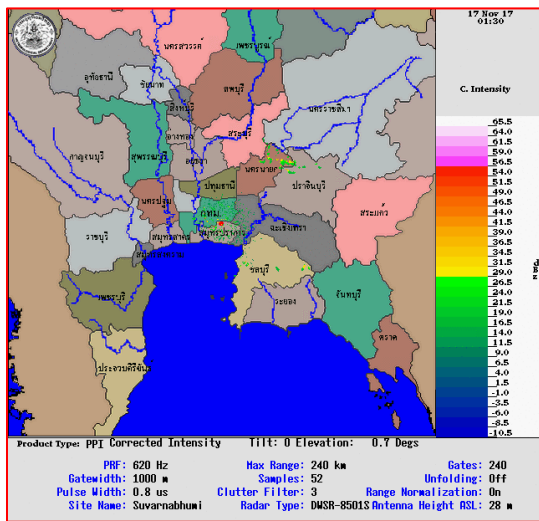 17 Nov 17
01:30
C. Intensity
นครสวรรค์
เพชรบูรณ์
อุทัยธานี
ชัยนาท
ลพบุรี
สิงห์บุรี
นครราชสีมา
อ่างทอง
สระบุรี
กาญจนบุรี
สุพรรณบุรี
อยุธยา
นครนายก
ปราจีนบุรี
ปทุมธานี
นครปฐม
สระแก้ว
กทม.
ราชบุรี
สมุทรสาคร
สมุทรปราการ
ฉะเชิงเทรา
สมุทรสงคราม
ชลบุรี
เพชรบุรี
ระยอง
จันทบุรี
ตราด
ประจวบคีรีขันธ์
65.5
64.0
61.5
59.0
56.5
54.0
51.5
49.0
46.5
44.0
41.5
39.0
36.5
34.0
31.5
29.0
26.5
24.0
21.5
19.0
16.5
14.0
11.5
9.0
6.5
4.0
1.5
-1.0
-3.5
-6.0
-8.5
-10.5
Product Type: PPI Corrected Intensity Tilt: 0 Elevation: 0.7 Degs
PRF: 620 Hz Max Range: 240 km Gates: 240
Gatewidth: 1000 m Samples: 52 Unfolding: Off
Pulse Width: 0.8 us Clutter Filter: 3 Range Normalization: On
Site Name: Suvarnabhumi Radar Type: DWSR-8501S Antenna Height ASL: 28 m